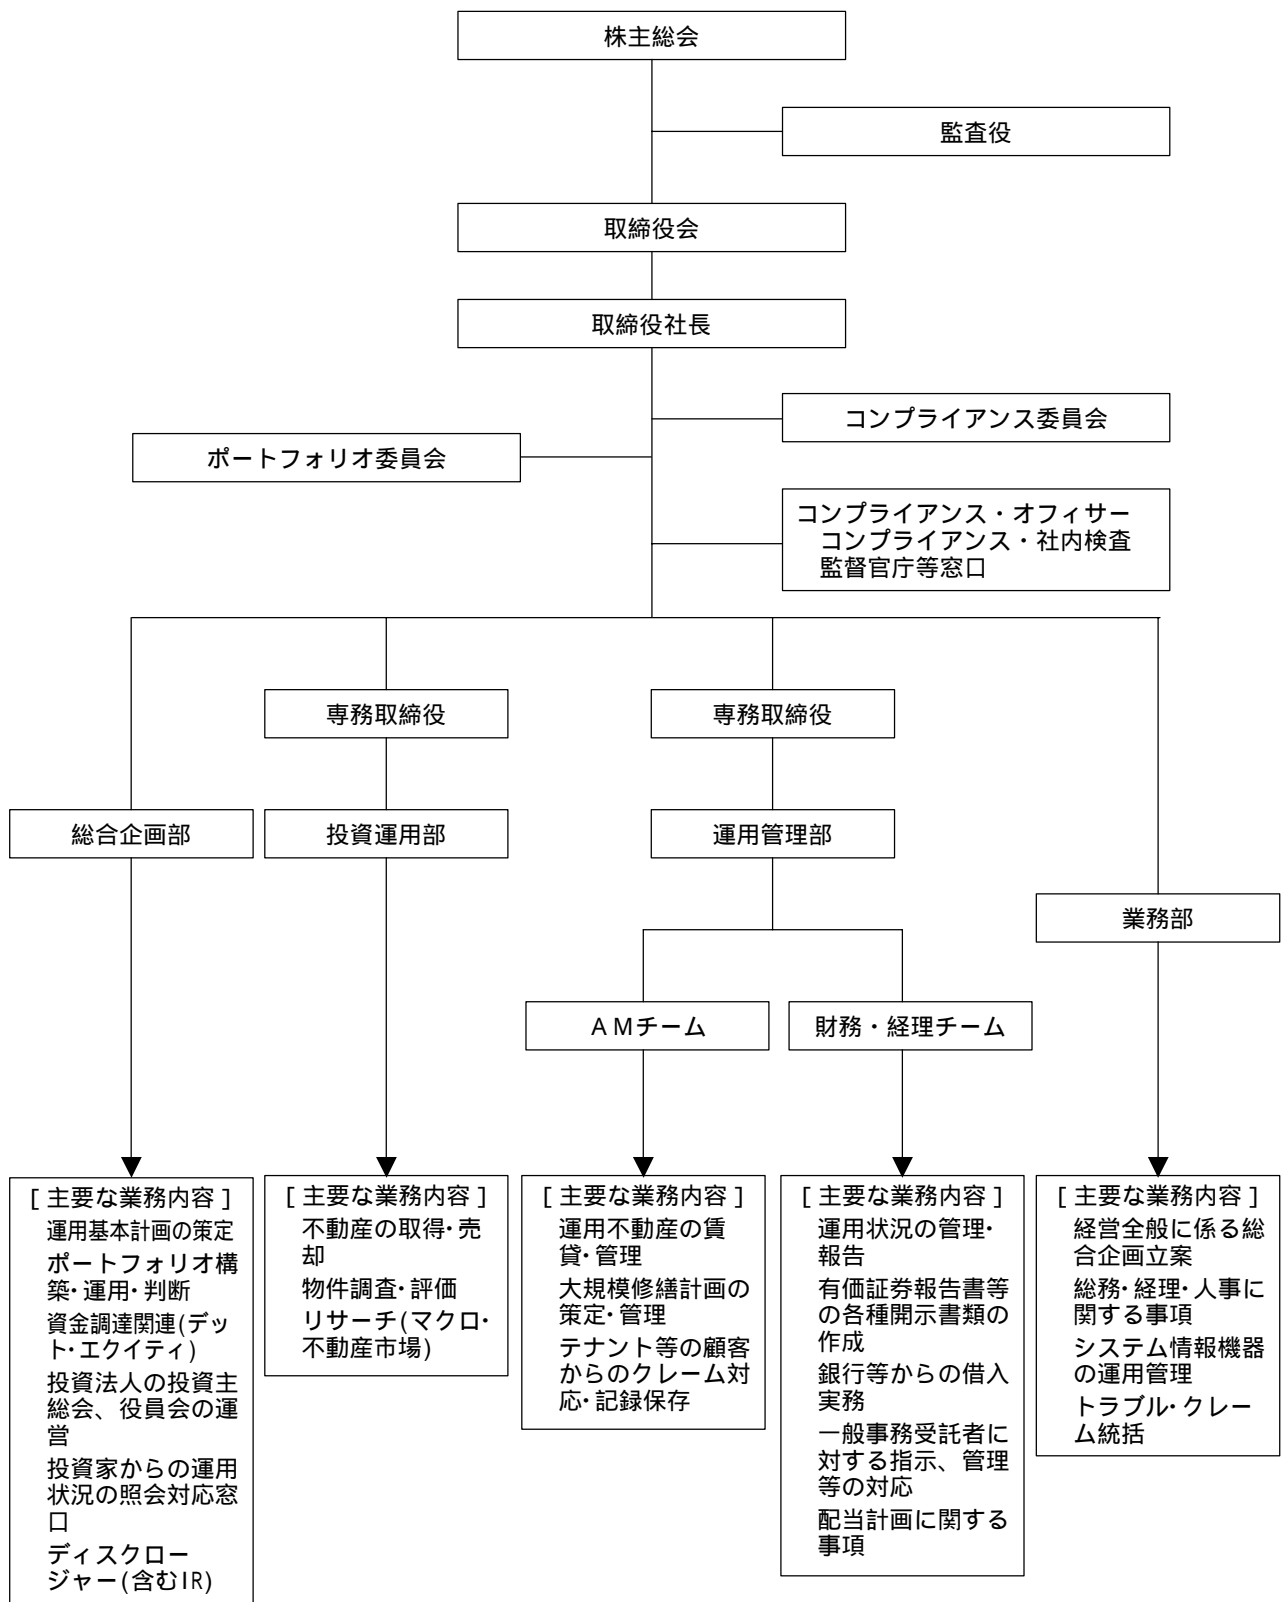 株主総会
監査役
取締役会
取締役社長
コンプライアンス委員会
ポートフォリオ委員会
コンプライアンス・オフィサー
コンプライアンス・社内検査
監督官庁等窓口
専務取締役
専務取締役
総合企画部
投資運用部
運用管理部
業務部
AMチーム
財務・経理チーム
[主要な業務内容]
運用基本計画の策定
ポートフォリオ構
築・運用・判断
資金調達関連(デッ
ト・エクイティ)
投資法人の投資主
総会、役員会の運
営
投資家からの運用
状況の照会対応窓
口
ディスクロー
ジャー(含むIR)
[主要な業務内容]
不動産の取得・売
却
物件調査・評価
リサーチ(マクロ・
不動産市場)
[主要な業務内容]
運用不動産の賃
貸・管理
大規模修繕計画の
策定・管理
テナント等の顧客
からのクレーム対
応・記録保存
[主要な業務内容]
運用状況の管理・
報告
有価証券報告書等
の各種開示書類の
作成
銀行等からの借入
実務
一般事務受託者に
対する指示、管理
等の対応
配当計画に関する
事項
[主要な業務内容]
経営全般に係る総
合企画立案
総務・経理・人事に
関する事項
システム情報機器
の運用管理
トラブル・クレー
ム統括